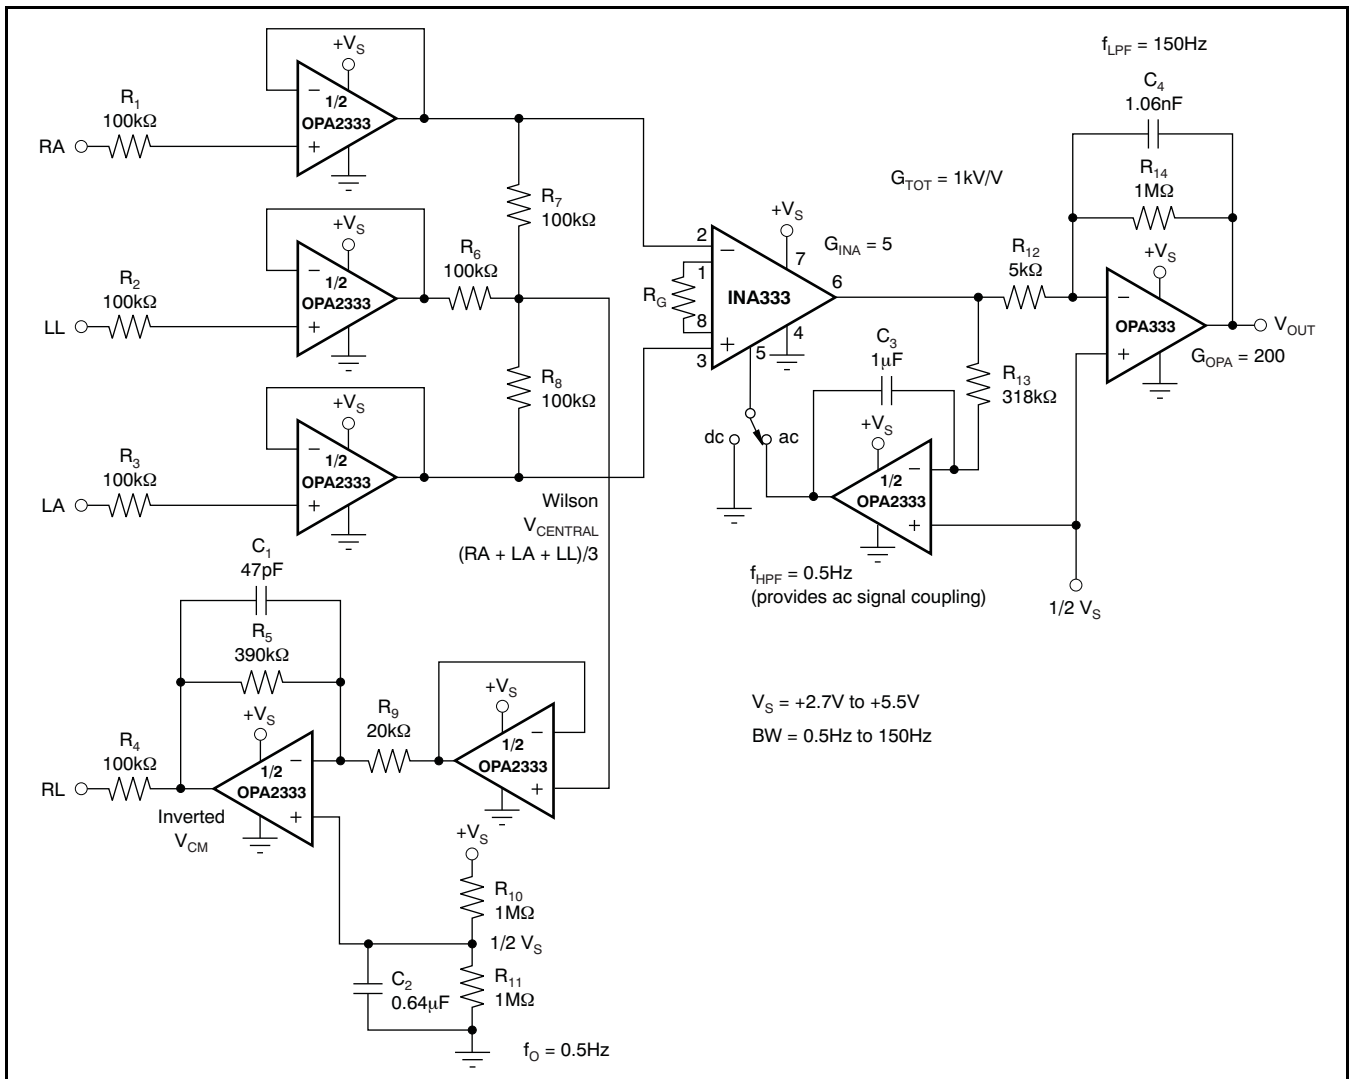 +V_S
R_1
100kΩ
RA
−
1/2
OPA2333
+
+V_S
R_2
100kΩ
LL
−
1/2
OPA2333
+
R_6
100kΩ
R_7
100kΩ
R_8
100kΩ
+V_S
R_3
100kΩ
LA
−
1/2
OPA2333
+
Wilson
V_CENTRAL
(RA + LA + LL)/3
G_TOT = 1kV/V
+V_S
7
2
−
1
R_G
INA333
8
+
3
5
4
6
G_INA = 5
dc
ac
f_LPF = 150Hz
C_4
1.06nF
R_14
1MΩ
R_12
5kΩ
+V_S
−
OPA333
+
V_OUT
G_OPA = 200
C_3
1μF
R_13
318kΩ
+V_S
−
1/2
OPA2333
+
f_HPF = 0.5Hz
(provides ac signal coupling)
1/2 V_S
C_1
47pF
R_5
390kΩ
+V_S
R_4
100kΩ
RL
−
1/2
OPA2333
+
Inverted
V_CM
R_9
20kΩ
+V_S
−
1/2
OPA2333
+
V_S = +2.7V to +5.5V
BW = 0.5Hz to 150Hz
+V_S
R_10
1MΩ
1/2 V_S
C_2
0.64μF
R_11
1MΩ
f_O = 0.5Hz